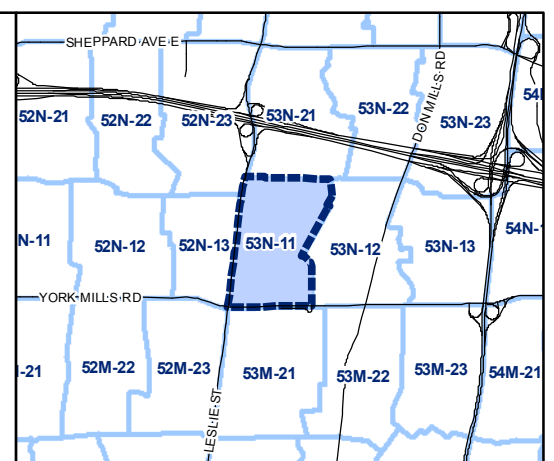 SHEPPARD AVE E
DON MILLS RD
52N-21
52N-22
52N-23
53N-21
53N-22
53N-23
54
N-11
52N-12
52N-13
53N-11
53N-12
53N-13
54N-1
YORK MILLS RD
-21
52M-22
52M-23
53M-21
53M-22
53M-23
54M-21
LESLIE ST